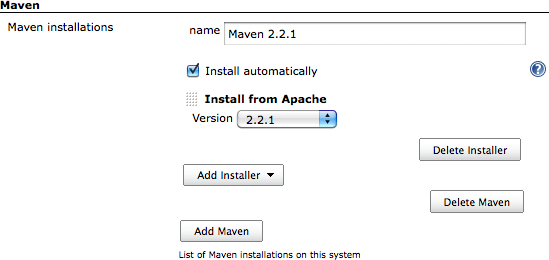 Maven
Maven installations
name Maven 2.2.1
Install automatically
?
Install from Apache
Version 2.2.1
Delete Installer
Add Installer
Delete Maven
Add Maven
List of Maven installations on this system